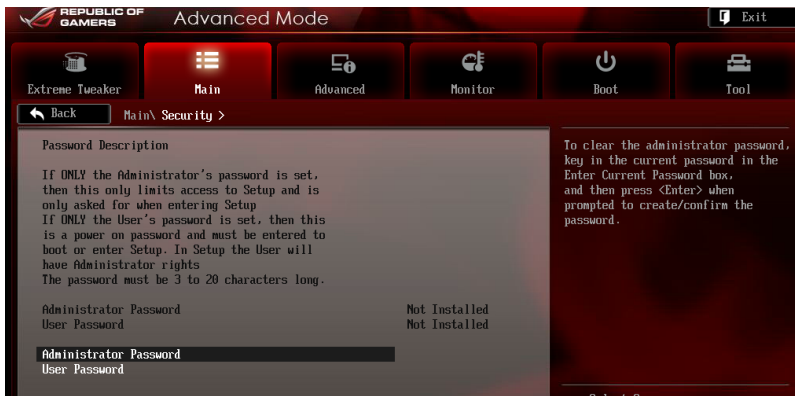 REPUBLIC OF
GAMERS
Advanced Mode
Exit
Extreme Tweaker
Main
Advanced
Monitor
Boot
Tool
Back
Main\ Security >
Password Description
If ONLY the Administrator's password is set,
then this only limits access to Setup and is
only asked for when entering Setup
If ONLY the User's password is set, then this
is a power on password and must be entered to
boot or enter Setup. In Setup the User will
have Administrator rights
The password must be 3 to 20 characters long.
Administrator Password Not Installed
User Password Not Installed
Administrator Password
User Password
To clear the administrator password,
key in the current password in the
Enter Current Password box,
and then press <Enter> when
prompted to create/confirm the
password.